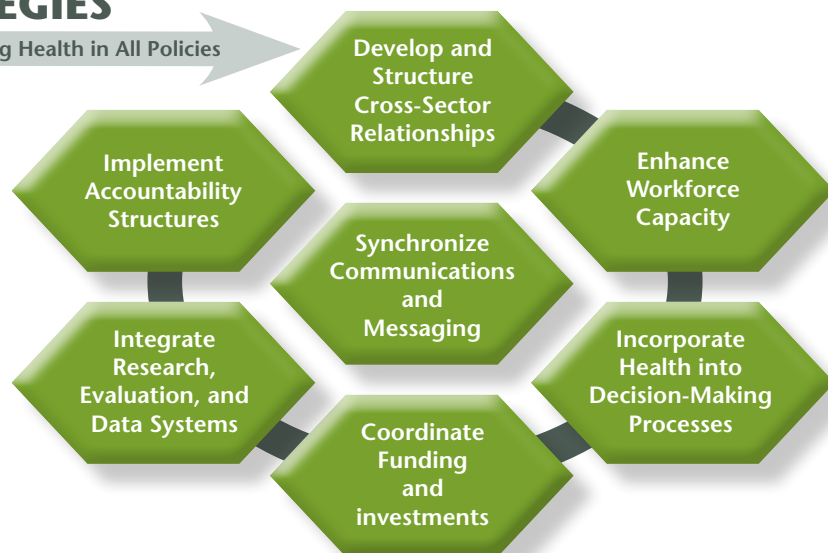 EGIES
g Health in All Policies
Develop and
Structure
Cross-Sector
Relationships
Enhance
Workforce
Capacity
Incorporate
Health into
Decision-Making
Processes
Coordinate
Funding
and
investments
Integrate
Research,
Evaluation, and
Data Systems
Implement
Accountability
Structures
Synchronize
Communications
and
Messaging